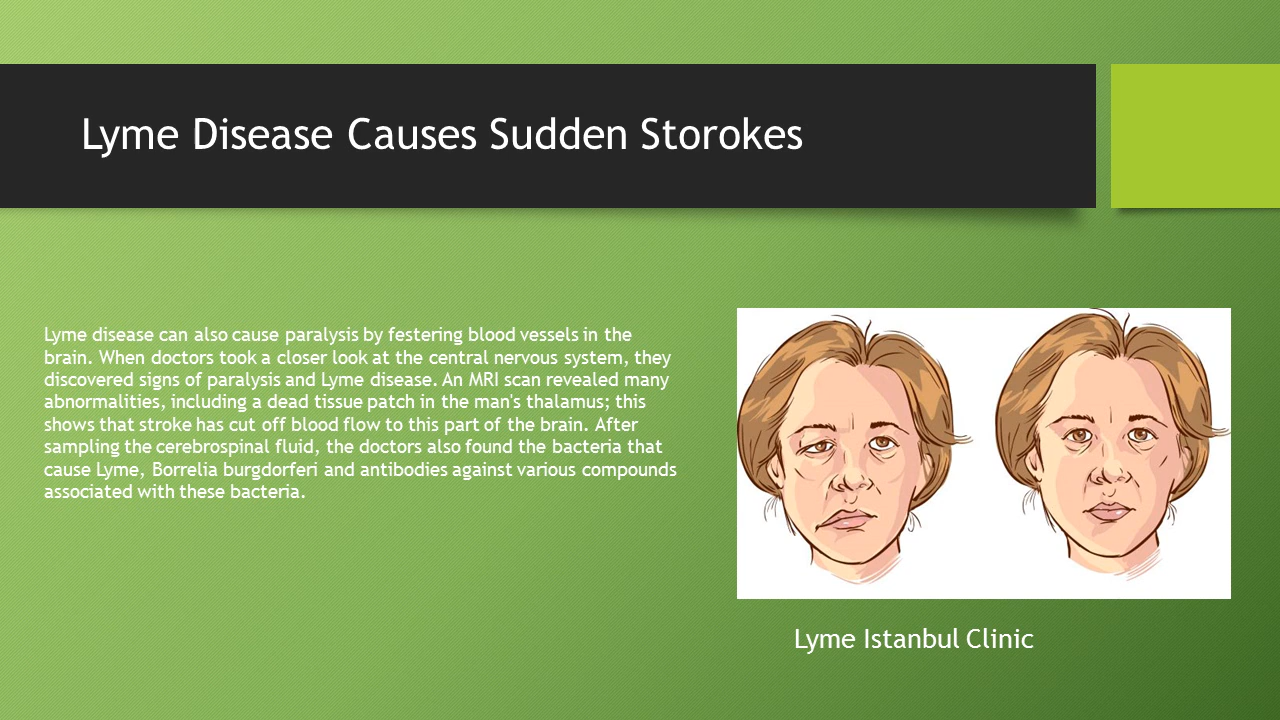 Lyme Disease Causes Sudden Storokes
Lyme disease can also cause paralysis by festering blood vessels in the
brain. When doctors took a closer look at the central nervous system, they
discovered signs of paralysis and Lyme disease. An MRI scan revealed many
abnormalities, including a dead tissue patch in the man's thalamus; this
shows that stroke has cut off blood flow to this part of the brain. After
sampling the cerebrospinal fluid, the doctors also found the bacteria that
cause Lyme, Borrelia burgdorferi and antibodies against various compounds
associated with these bacteria.
Lyme Istanbul Clinic